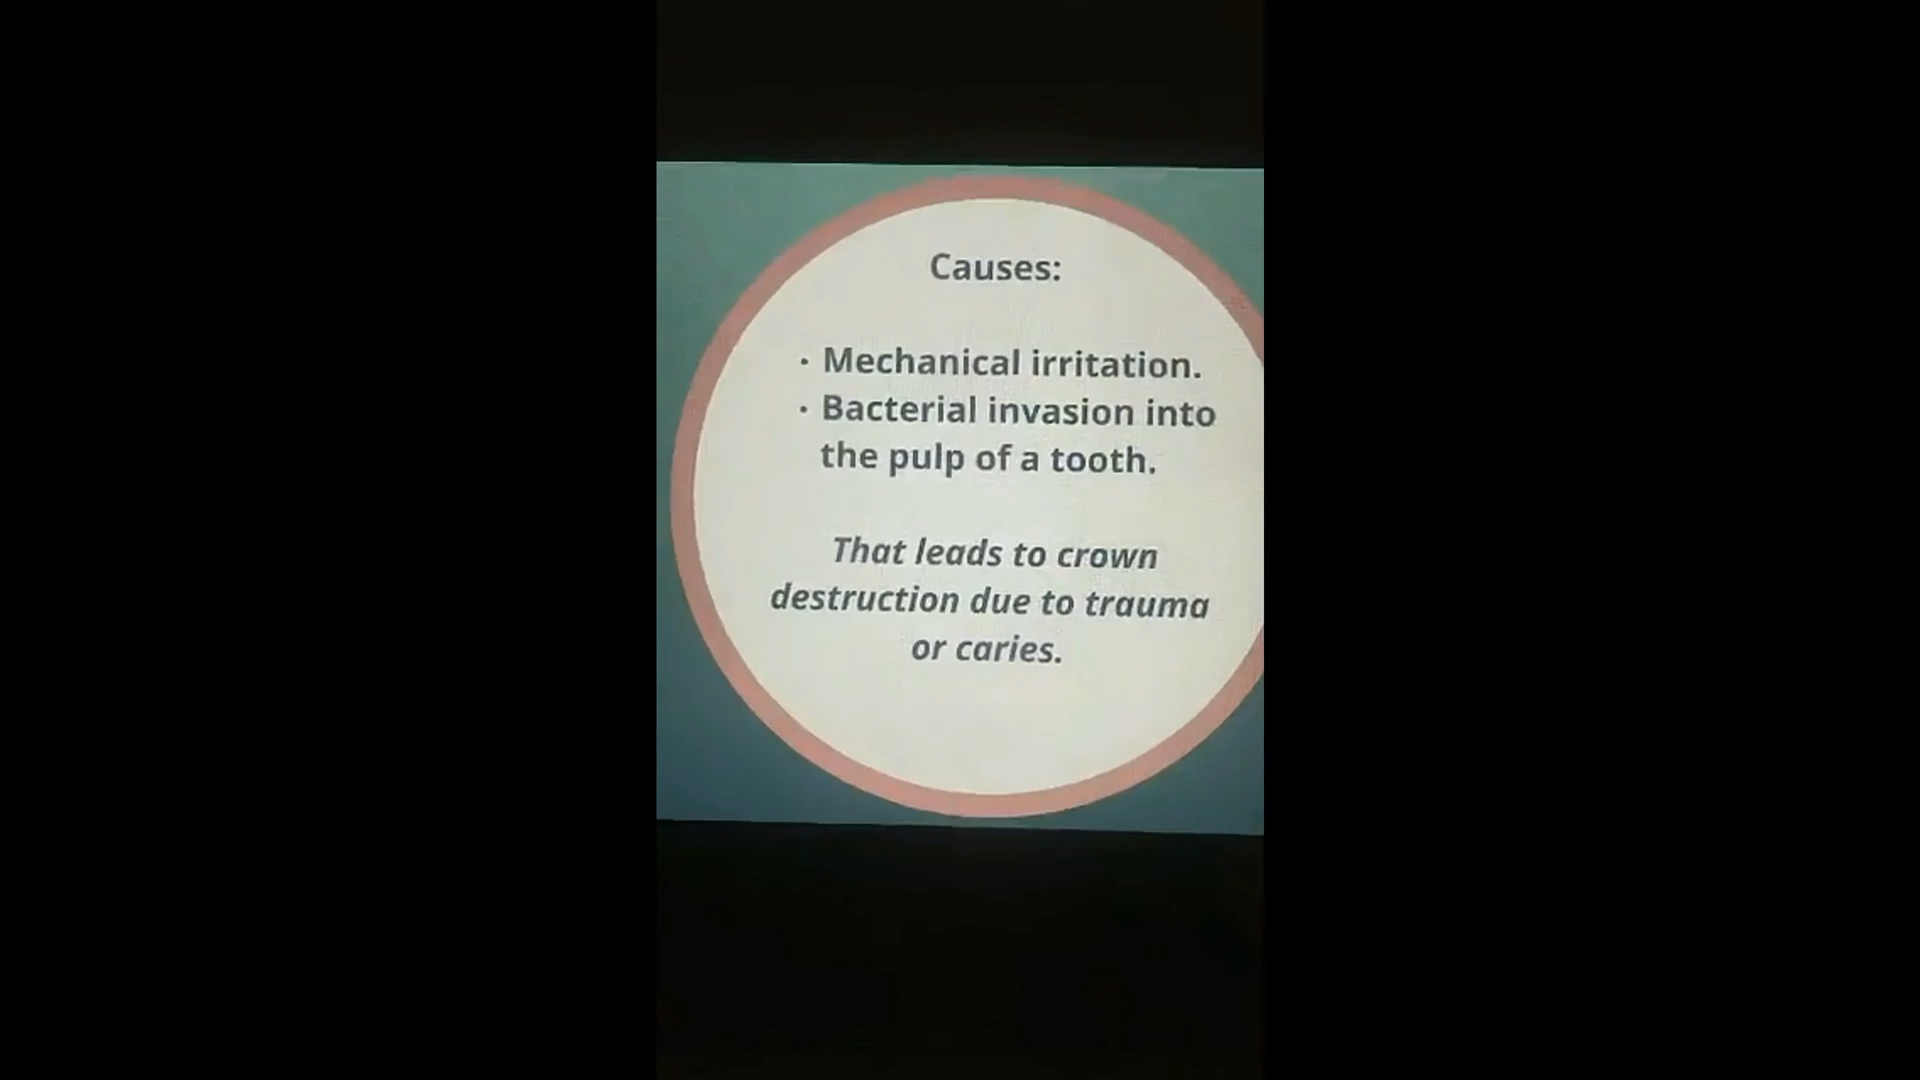 Causes:
· Mechanical irritation.
· Bacterial invasion into
the pulp of a tooth.
That leads to crown
destruction due to trauma
or caries.